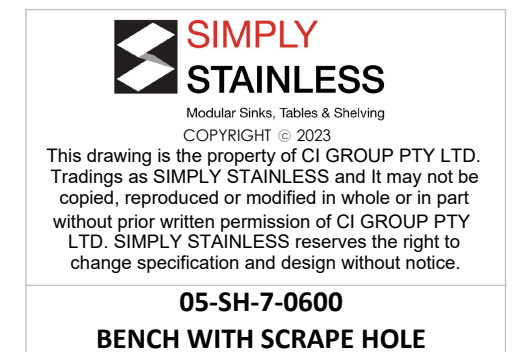 SIMPLY
STAINLESS
Modular Sinks, Tables & Shelving
COPYRIGHT © 2023
This drawing is the property of CI GROUP PTY LTD.
Tradings as SIMPLY STAINLESS and It may not be
copied, reproduced or modified in whole or in part
without prior written permission of CI GROUP PTY
LTD. SIMPLY STAINLESS reserves the right to
change specification and design without notice.
05-SH-7-0600
BENCH WITH SCRAPE HOLE